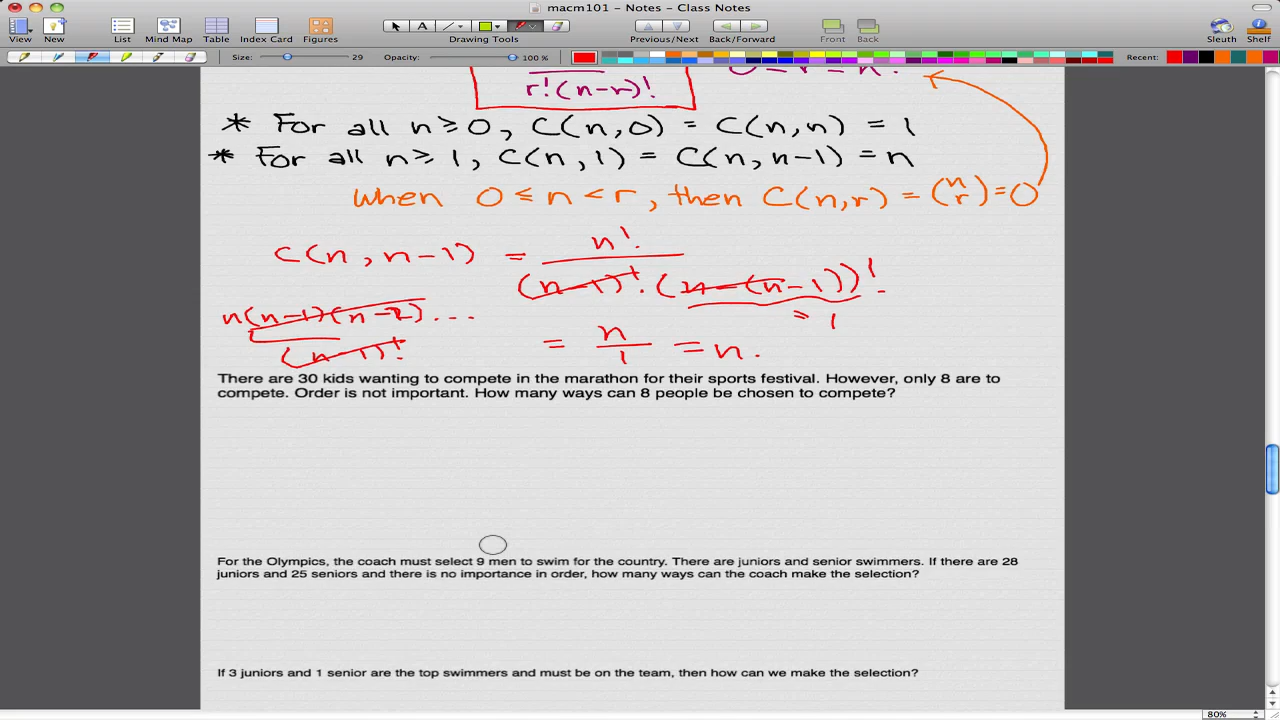 macm101 - Notes - Class Notes
View New List Mind Map Table Index Card Figures Drawing Tools Previous/Next Back/Forward Front Back Sleuth Shelf
Size: 29 Opacity: 100 % Recent:
r!(n-r)!
* For all n ≥ 0, C(n,0) = C(n,n) = 1
* For all n ≥ 1, C(n,1) = C(n,n-1) = n
when 0 ≤ n < r, then C(n,r) = (n r) = 0
C(n, n-1) = n!
(n-1)! (n-(n-1))!
= 1
n(n-1)(n-2)...
(n-1)!
= n/1 = n.
There are 30 kids wanting to compete in the marathon for their sports festival. However, only 8 are to
compete. Order is not important. How many ways can 8 people be chosen to compete?
For the Olympics, the coach must select 9 men to swim for the country. There are juniors and senior swimmers. If there are 28
juniors and 25 seniors and there is no importance in order, how many ways can the coach make the selection?
If 3 juniors and 1 senior are the top swimmers and must be on the team, then how can we make the selection?
80%